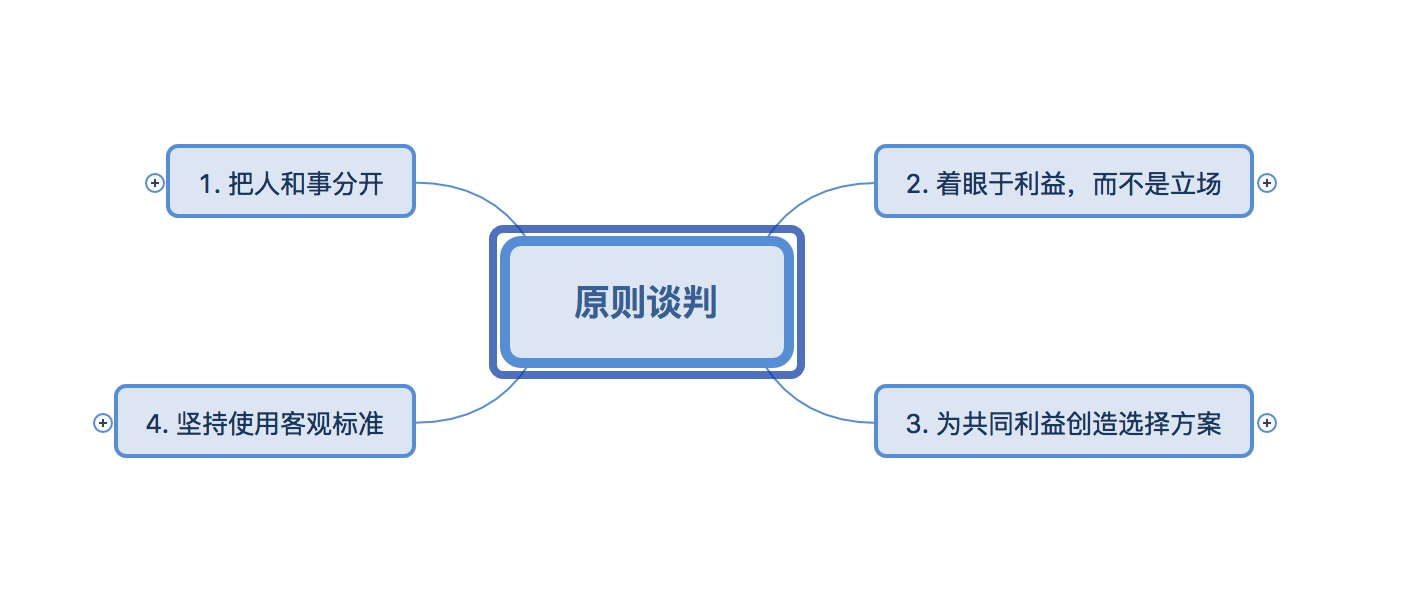 1. 把人和事分开
2. 着眼于利益，而不是立场
原则谈判
4. 坚持使用客观标准
3. 为共同利益创造选择方案